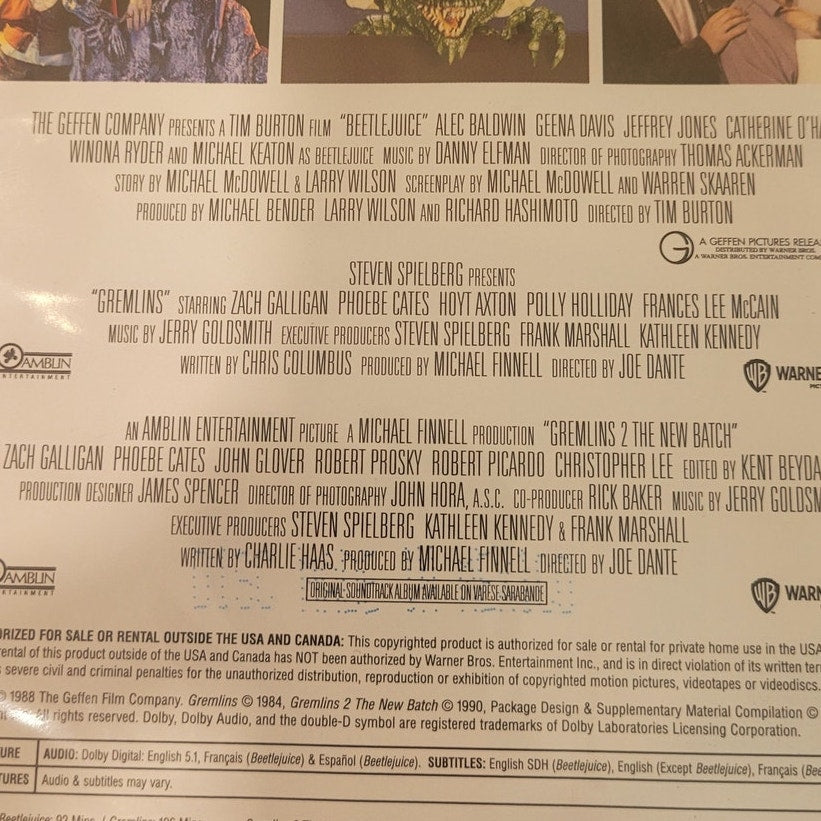 THE GEFFEN COMPANY PRESENTS A TIM BURTON FILM "BEETLEJUICE" ALEC BALDWIN GEENA DAVIS JEFFREY JONES CATHERINE O'HA
WINONA RYDER AND MICHAEL KEATON AS BEETLEJUICE MUSIC BY DANNY ELFMAN DIRECTOR OF PHOTOGRAPHY THOMAS ACKERMAN
STORY BY MICHAEL McDOWELL & LARRY WILSON SCREENPLAY BY MICHAEL McDOWELL AND WARREN SKAAREN
PRODUCED BY MICHAEL BENDER LARRY WILSON AND RICHARD HASHIMOTO DIRECTED BY TIM BURTON
A GEFFEN PICTURES RELEA
DISTRIBUTED BY WARNER BROS.
A WARNER BROS. ENTERTAINMENT COM
STEVEN SPIELBERG PRESENTS
"GREMLINS" STARRING ZACH GALLIGAN PHOEBE CATES HOYT AXTON POLLY HOLLIDAY FRANCES LEE McCAIN
MUSIC BY JERRY GOLDSMITH EXECUTIVE PRODUCERS STEVEN SPIELBERG FRANK MARSHALL KATHLEEN KENNEDY
WRITTEN BY CHRIS COLUMBUS PRODUCED BY MICHAEL FINNELL DIRECTED BY JOE DANTE
AMBLIN
ENTERTAINMENT
WB WARNE
PIC
AN AMBLIN ENTERTAINMENT PICTURE A MICHAEL FINNELL PRODUCTION "GREMLINS 2 THE NEW BATCH"
ZACH GALLIGAN PHOEBE CATES JOHN GLOVER ROBERT PROSKY ROBERT PICARDO CHRISTOPHER LEE EDITED BY KENT BEYDA
PRODUCTION DESIGNER JAMES SPENCER DIRECTOR OF PHOTOGRAPHY JOHN HORA, A.S.C. CO-PRODUCER RICK BAKER MUSIC BY JERRY GOLDSM
EXECUTIVE PRODUCERS STEVEN SPIELBERG KATHLEEN KENNEDY & FRANK MARSHALL
WRITTEN BY CHARLIE HAAS PRODUCED BY MICHAEL FINNELL DIRECTED BY JOE DANTE
AMBLIN
RTAINMENT
ORIGINAL SOUNDTRACK ALBUM AVAILABLE ON VARÈSE SARABANDE
WB WARN
ORIZED FOR SALE OR RENTAL OUTSIDE THE USA AND CANADA: This copyrighted product is authorized for sale or rental for private home use in the USA
ental of this product outside of the USA and Canada has NOT been authorized by Warner Bros. Entertainment Inc., and is in direct violation of its written ter
severe civil and criminal penalties for the unauthorized distribution, reproduction or exhibition of copyrighted motion pictures, videotapes or videodiscs.
© 1988 The Geffen Film Company. Gremlins © 1984, Gremlins 2 The New Batch © 1990, Package Design & Supplementary Material Compilation ©
All rights reserved. Dolby, Dolby Audio, and the double-D symbol are registered trademarks of Dolby Laboratories Licensing Corporation.
URE AUDIO: Dolby Digital: English 5.1, Français (Beetlejuice) & Español (Beetlejuice). SUBTITLES: English SDH (Beetlejuice), English (Except Beetlejuice), Français (Bee
TURES Audio & subtitles may vary.